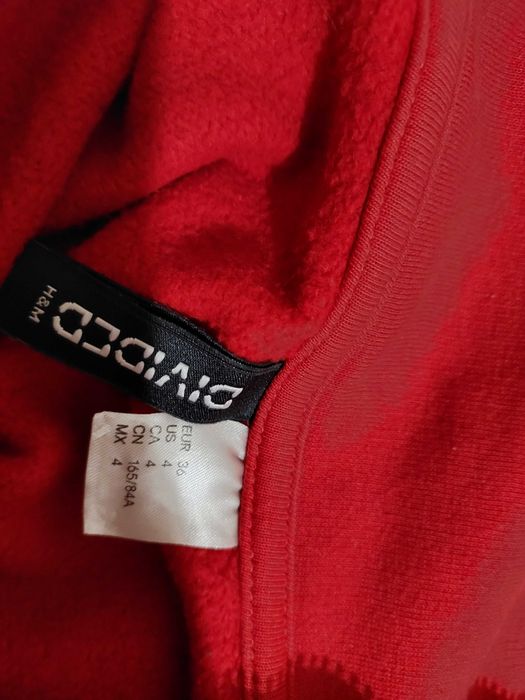 DIVIDED
H&M
EUR 36
US 4
CA 4
CN 165/84A
MX 4